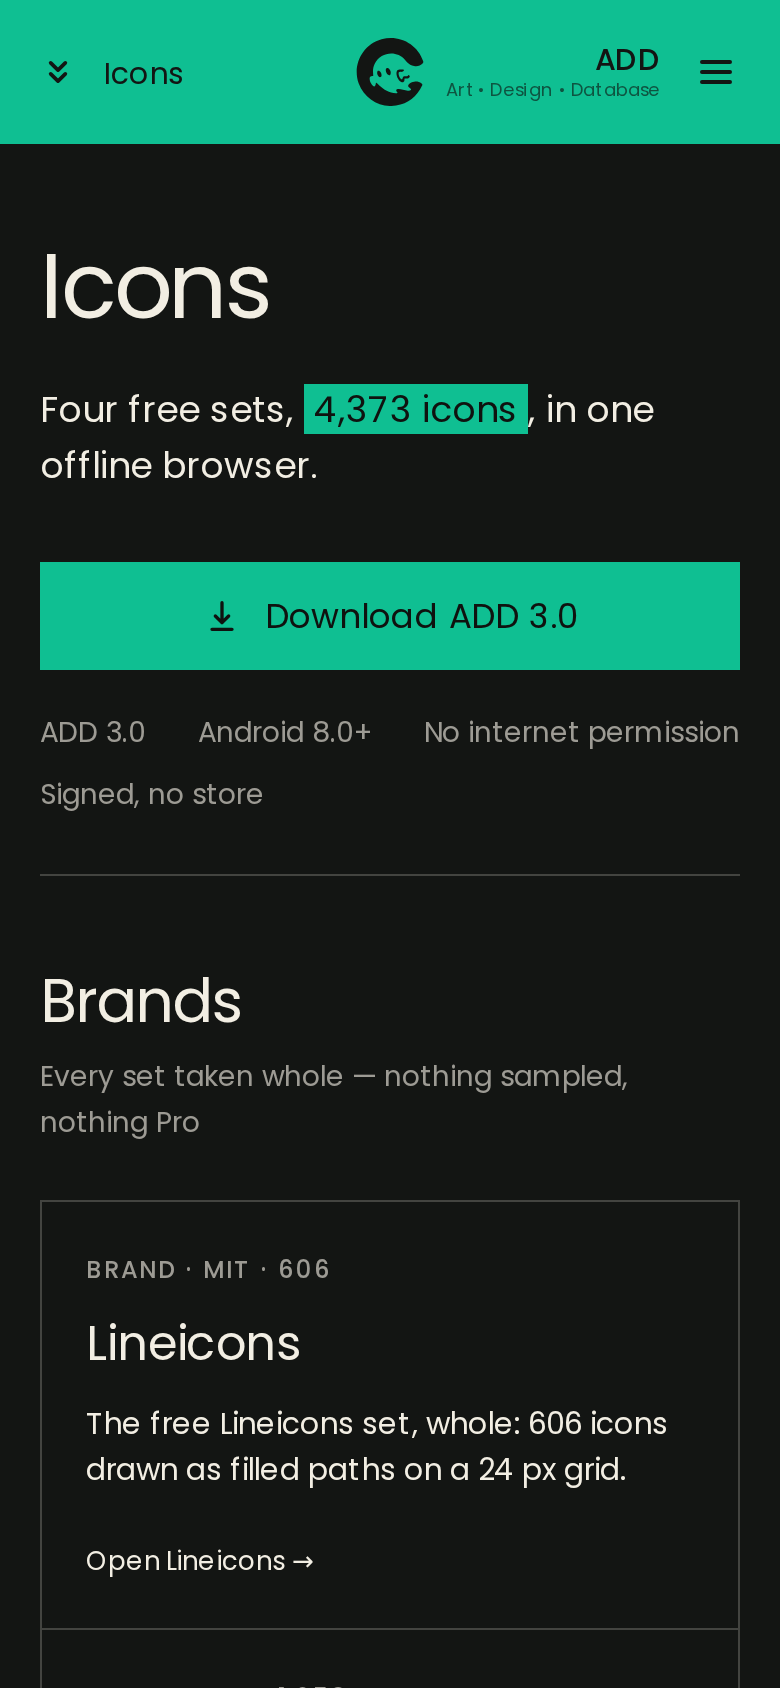 Icons
ADD
Art • Design • Database
Icons
Four free sets, 4,373 icons, in one
offline browser.
Download ADD 3.0
ADD 3.0 Android 8.0+ No internet permission
Signed, no store
Brands
Every set taken whole — nothing sampled,
nothing Pro
BRAND · MIT · 606
Lineicons
The free Lineicons set, whole: 606 icons
drawn as filled paths on a 24 px grid.
Open Lineicons →